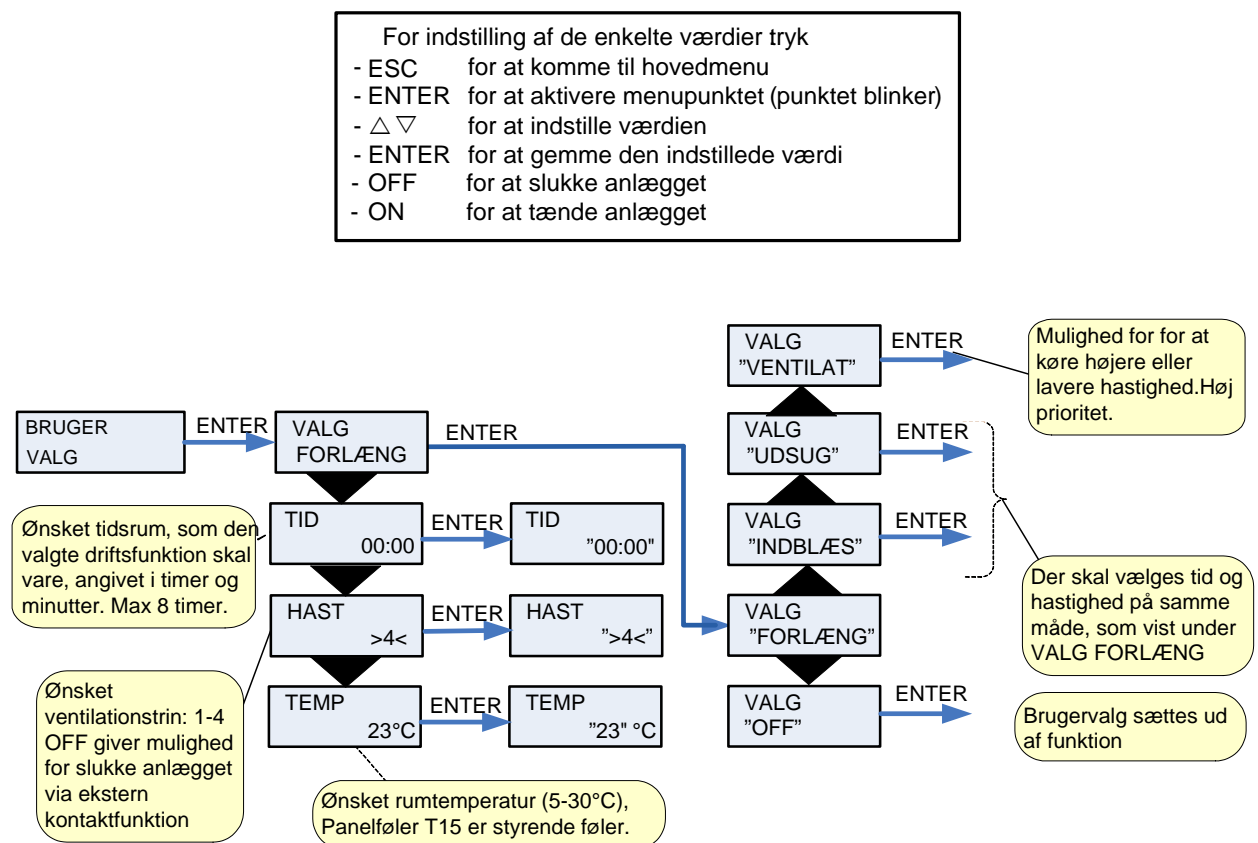 For indstilling af de enkelte værdier tryk
- ESC for at komme til hovedmenu
- ENTER for at aktivere menupunktet (punktet blinker)
- △ ▽ for at indstille værdien
- ENTER for at gemme den indstillede værdi
- OFF for at slukke anlægget
- ON for at tænde anlægget
BRUGER
VALG
ENTER
VALG
FORLÆNG
ENTER
Ønsket tidsrum, som den
valgte driftsfunktion skal
vare, angivet i timer og
minutter. Max 8 timer.
TID
00:00
ENTER
TID
"00:00"
HAST
>4<
ENTER
HAST
">4<"
Ønsket
ventilationstrin: 1-4
OFF giver mulighed
for slukke anlægget
via ekstern
kontaktfunktion
TEMP
23°C
ENTER
TEMP
"23" °C
Ønsket rumtemperatur (5-30°C),
Panelføler T15 er styrende føler.
VALG
"VENTILAT"
ENTER
Mulighed for for at
køre højere eller
lavere hastighed.Høj
prioritet.
VALG
"UDSUG"
ENTER
VALG
"INDBLÆS"
ENTER
Der skal vælges tid og
hastighed på samme
måde, som vist under
VALG FORLÆNG
VALG
"FORLÆNG"
VALG
"OFF"
ENTER
Brugervalg sættes ud
af funktion